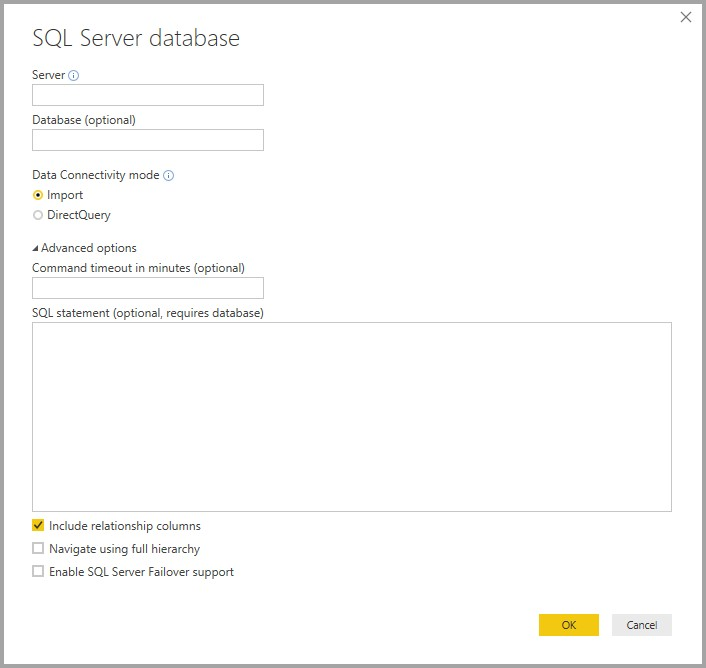 SQL Server database
Server
Database (optional)
Data Connectivity mode
Import
DirectQuery
Advanced options
Command timeout in minutes (optional)
SQL statement (optional, requires database)
Include relationship columns
Navigate using full hierarchy
Enable SQL Server Failover support
OK Cancel